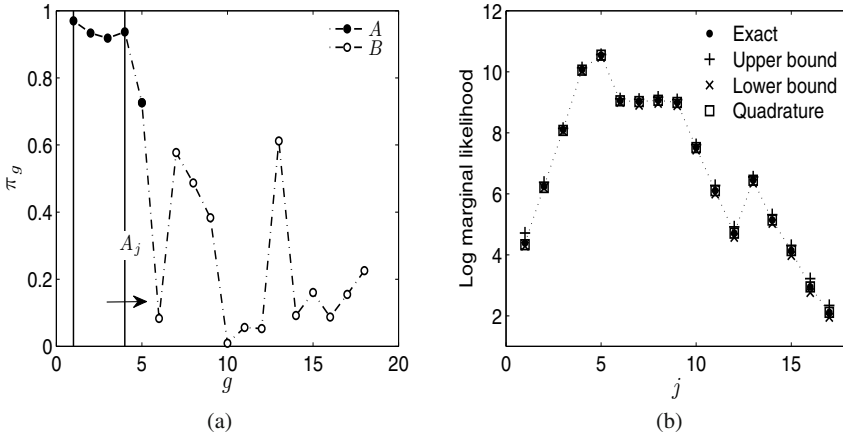 1
0.8
0.6
0.4
0.2
0
π_g
A
B
A_j
0 5 10 15 20
g
(a)
12
10
8
6
4
2
Log marginal likelihood
Exact
Upper bound
Lower bound
Quadrature
0 5 10 15
j
(b)